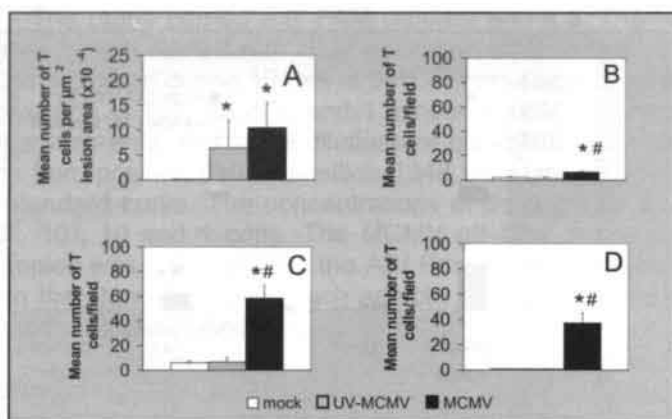 Mean number of T
cells per µm²
lesion area (x10⁻⁴)
25
20
15
10
5
0
A
*
*
Mean number of T
cells/field
100
80
60
40
20
0
B
*#
Mean number of T
cells/field
100
80
60
40
20
0
C
*#
Mean number of T
cells/field
100
80
60
40
20
0
D
*#
mock UV-MCMV MCMV